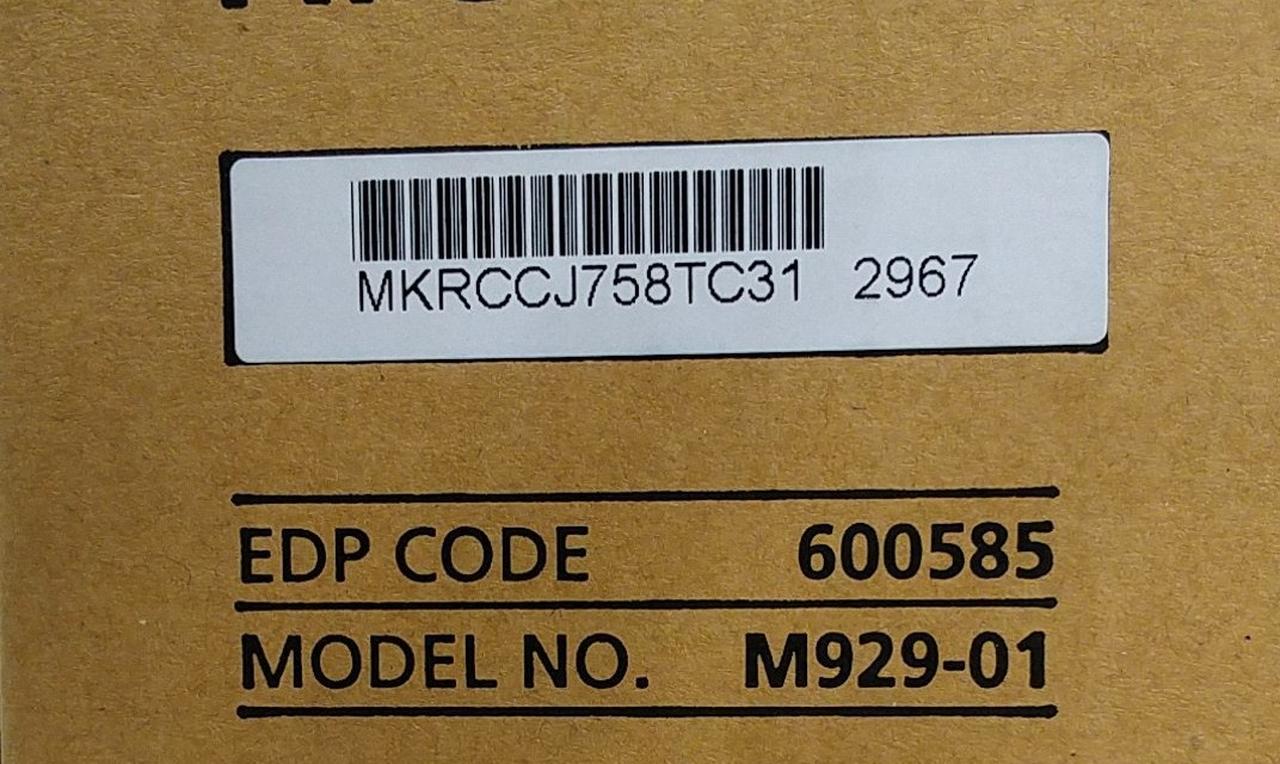 MKRCCJ758TC31 2967
EDP CODE 600585
MODEL NO. M929-01